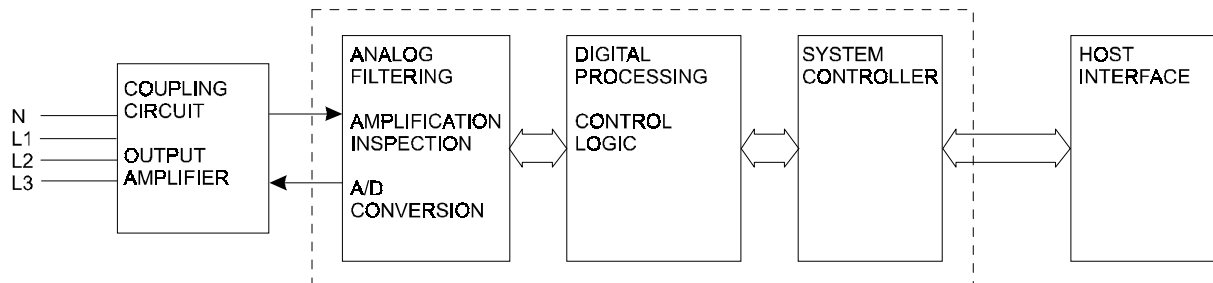 N
L1
L2
L3
COUPLING
CIRCUIT
OUTPUT
AMPLIFIER
ANALOG
FILTERING
AMPLIFICATION
INSPECTION
A/D
CONVERSION
DIGITAL
PROCESSING
CONTROL
LOGIC
SYSTEM
CONTROLLER
HOST
INTERFACE